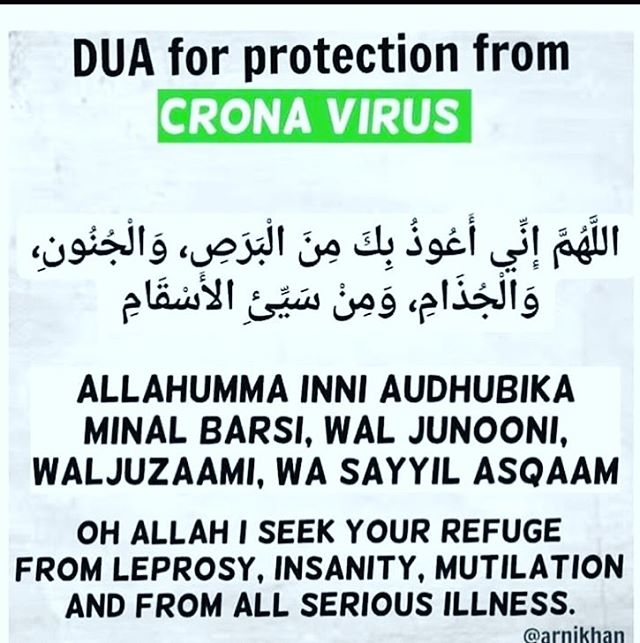 DUA for protection from
CRONA VIRUS
اللَّهُمَّ إِنِّي أَعُوذُ بِكَ مِنَ الْبَرَصِ، وَالْجُنُونِ،
وَالْجُذَامِ، وَمِنْ سَيِّئِ الأَسْقَامِ
ALLAHUMMA INNI AUDHUBIKA
MINAL BARSI, WAL JUNOONI,
WALJUZAAMI, WA SAYYIL ASQAAM
OH ALLAH I SEEK YOUR REFUGE
FROM LEPROSY, INSANITY, MUTILATION
AND FROM ALL SERIOUS ILLNESS.
@arnikhan